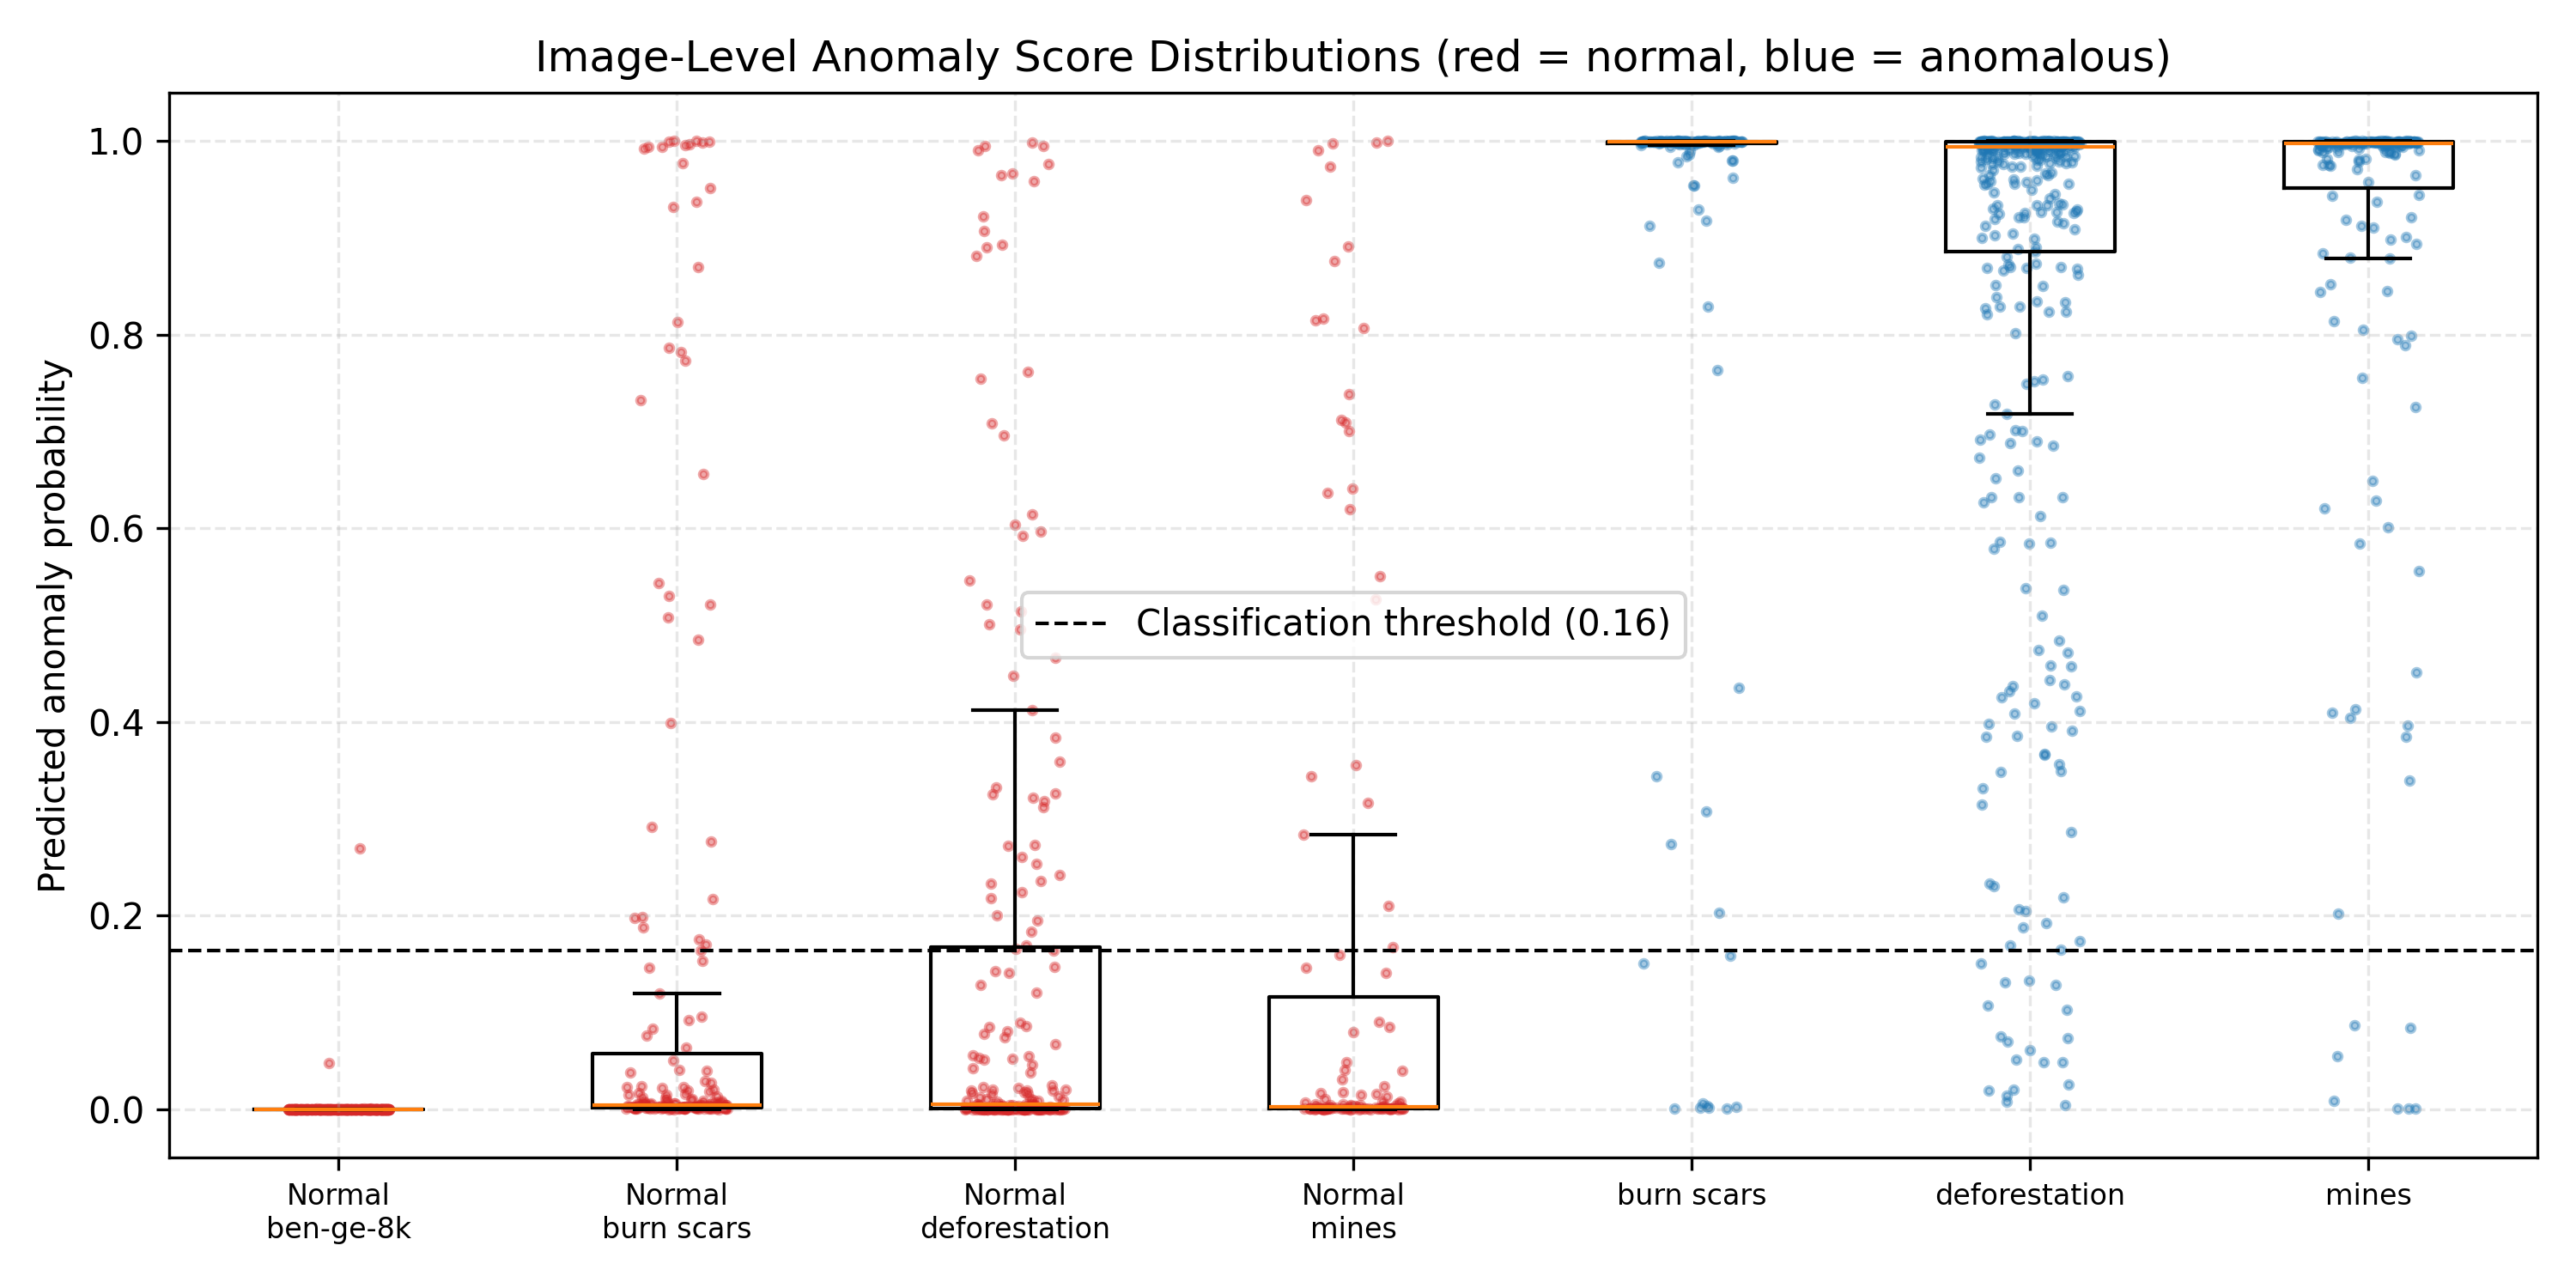 Image-Level Anomaly Score Distributions (red = normal, blue = anomalous)
Predicted anomaly probability
1.0
0.8
0.6
0.4
0.2
0.0
Classification threshold (0.16)
Normal
ben-ge-8k
Normal
burn scars
Normal
deforestation
Normal
mines
burn scars
deforestation
mines